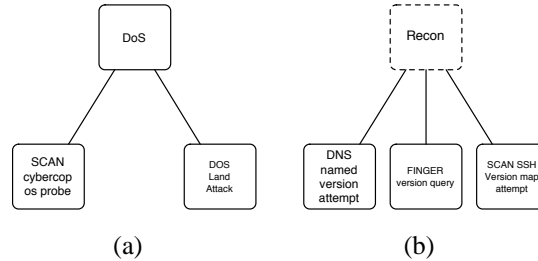 DoS
SCAN
cybercop
os probe
DOS
Land
Attack
(a)
Recon
DNS
named
version
attempt
FINGER
version query
SCAN SSH
Version map
attempt
(b)